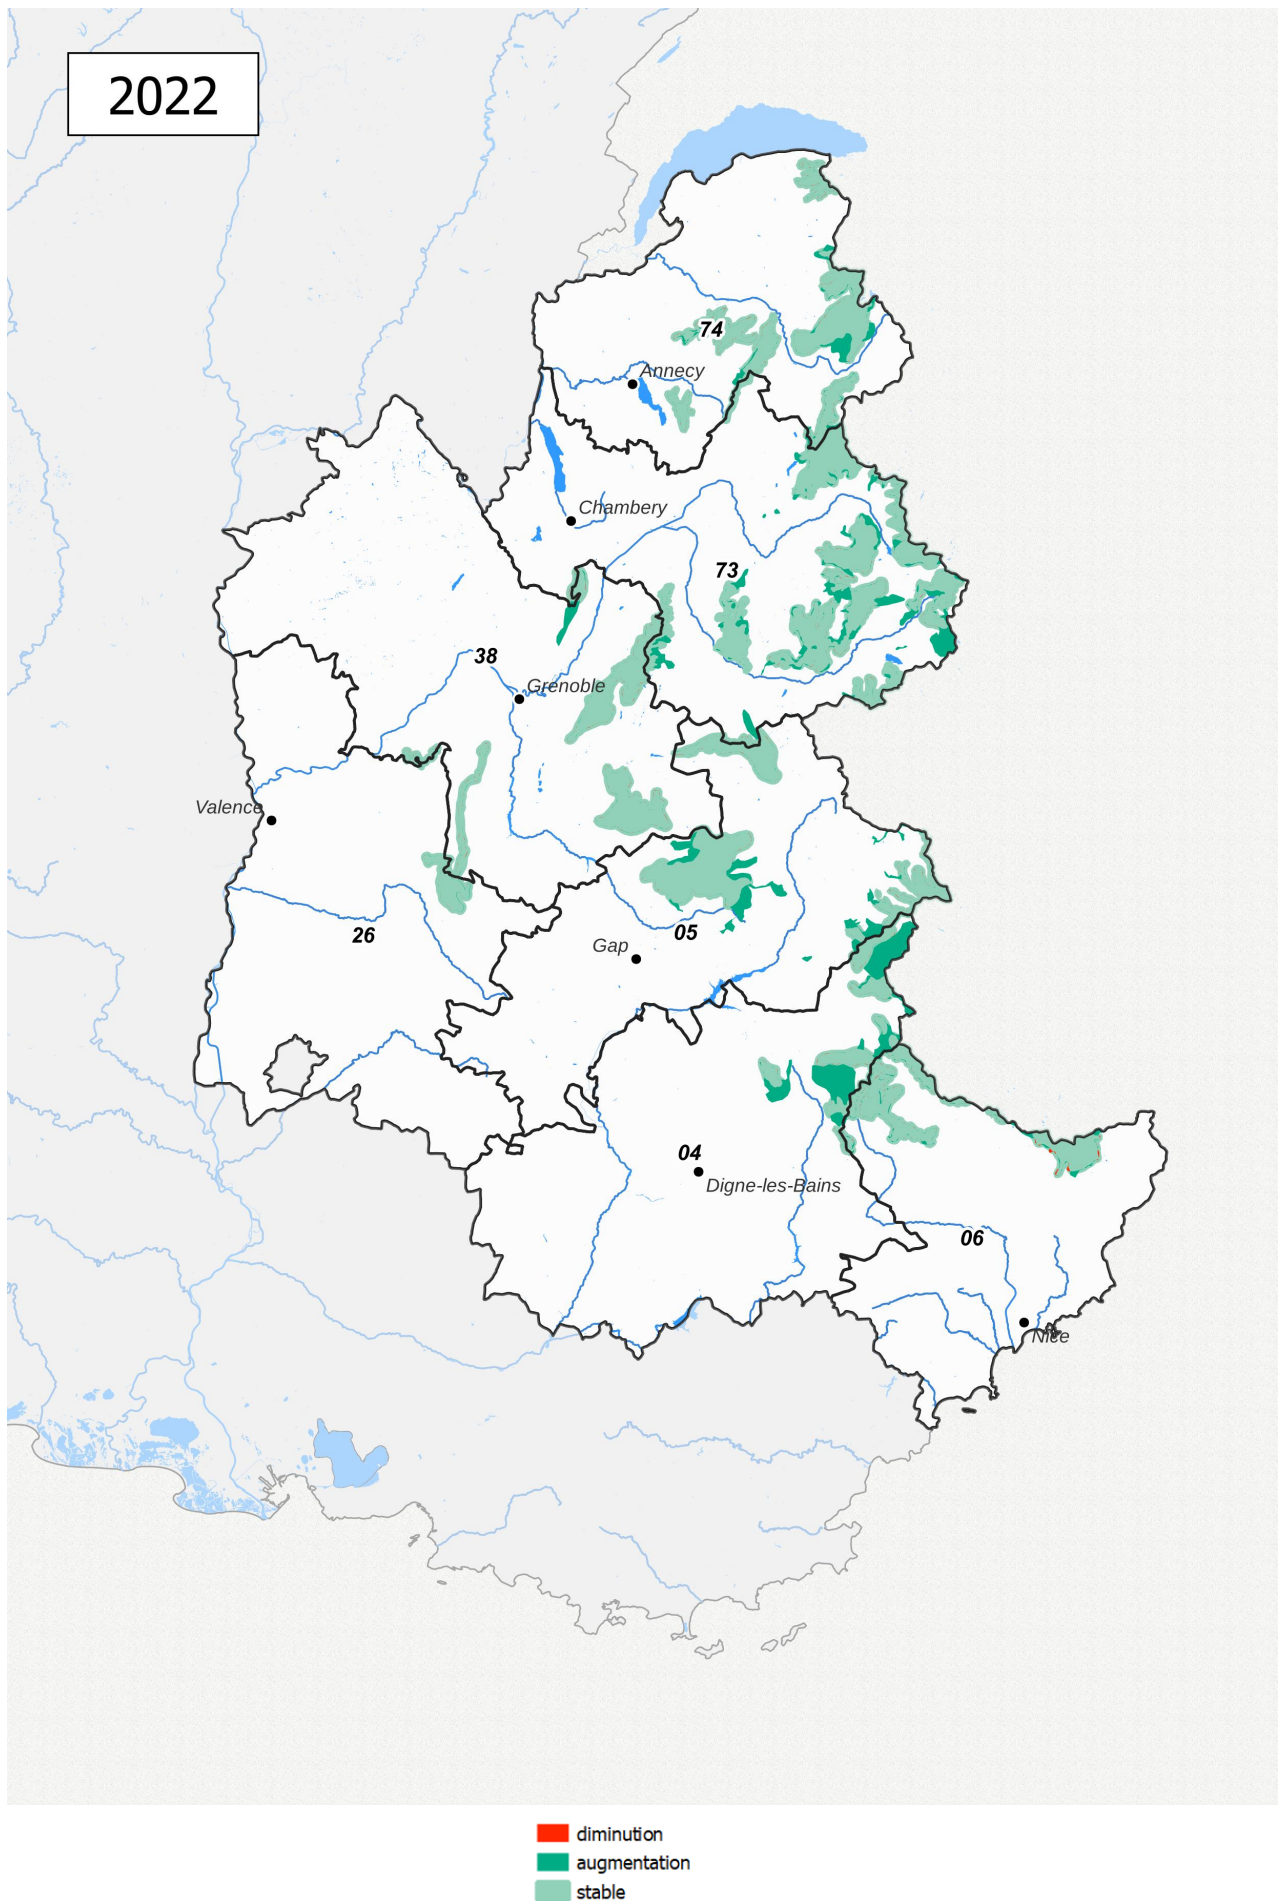 2022
74
Annecy
Chambery
73
38
Grenoble
Valence
26
Gap
05
04
Digne-les-Bains
06
Nice
diminution
augmentation
stable